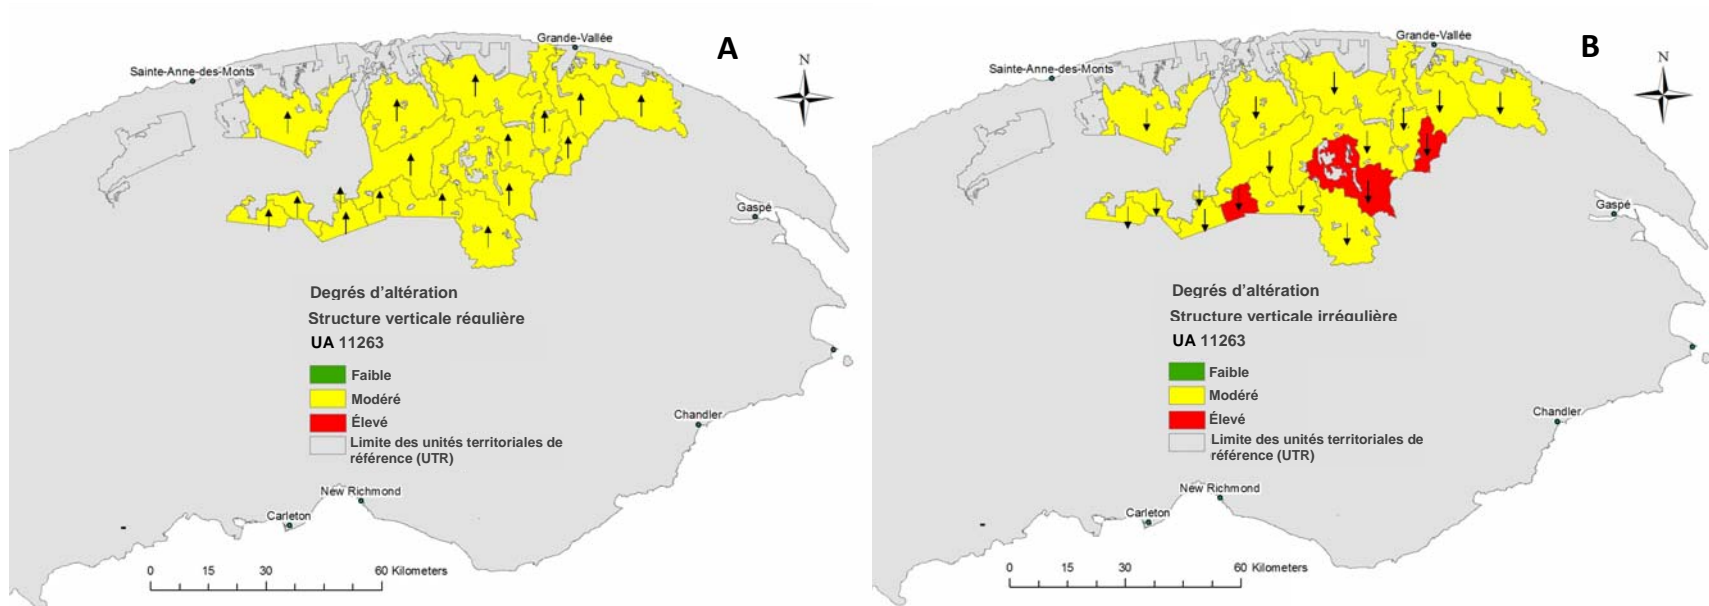 A
Grande-Vallée
Sainte-Anne-des-Monts
N
Gaspé
Degrés d'altération
Structure verticale régulière
UA 11263
Faible
Modéré
Élevé
Limite des unités territoriales de
référence (UTR)
Chandler
New Richmond
Carleton
0 15 30 60 Kilometers
B
Grande-Vallée
Sainte-Anne-des-Monts
N
Gaspé
Degrés d'altération
Structure verticale irrégulière
UA 11263
Faible
Modéré
Élevé
Limite des unités territoriales de
référence (UTR)
Chandler
New Richmond
Carleton
0 15 30 60 Kilometers